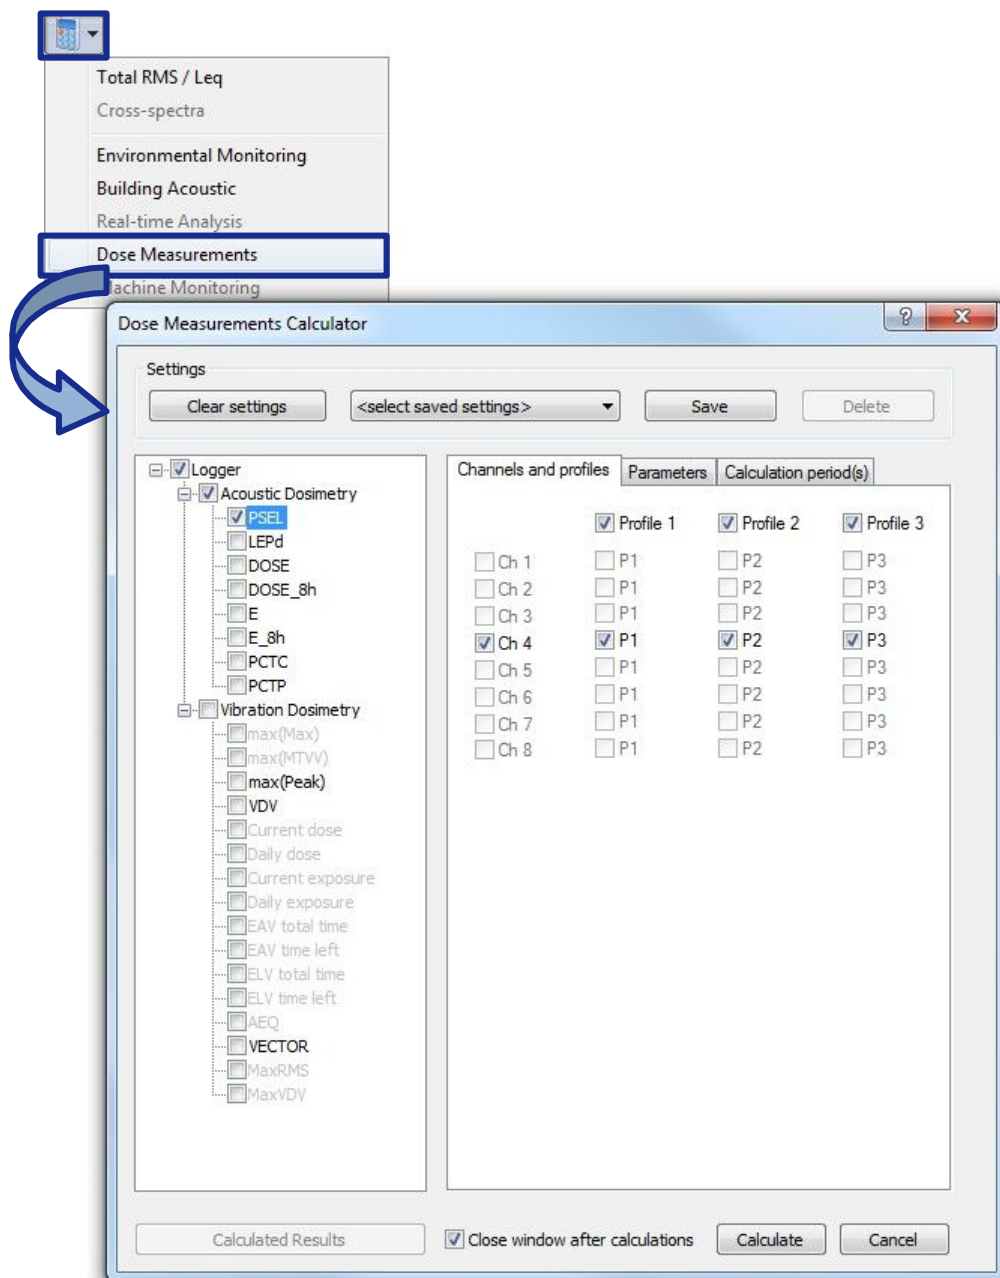 Total RMS / Leq
Cross-spectra
Environmental Monitoring
Building Acoustic
Real-time Analysis
Dose Measurements
Machine Monitoring
Dose Measurements Calculator
?
X
Settings
Clear settings
<select saved settings>
Save
Delete
Logger
Acoustic Dosimetry
PSEL
LEPd
DOSE
DOSE_8h
E
E_8h
PCTC
PCTP
Vibration Dosimetry
max(Max)
max(MTVV)
max(Peak)
VDV
Current dose
Daily dose
Current exposure
Daily exposure
EAV total time
EAV time left
ELV total time
ELV time left
AEQ
VECTOR
MaxRMS
MaxVDV
Channels and profiles Parameters Calculation period(s)
Profile 1 Profile 2 Profile 3
Ch 1 P1 P2 P3
Ch 2 P1 P2 P3
Ch 3 P1 P2 P3
Ch 4 P1 P2 P3
Ch 5 P1 P2 P3
Ch 6 P1 P2 P3
Ch 7 P1 P2 P3
Ch 8 P1 P2 P3
Calculated Results
Close window after calculations
Calculate
Cancel